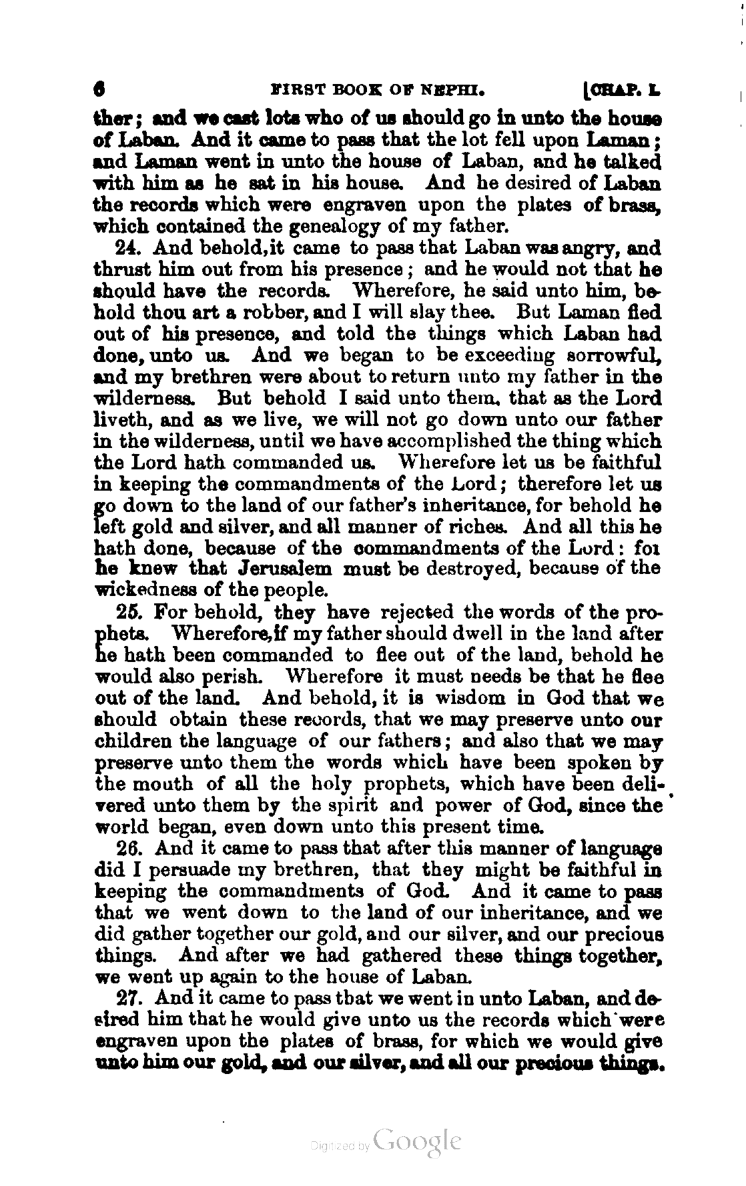 6 FIRST BOOK OF NEPHI. [CHAP. I.
ther; and we cast lots who of us should go in unto the house
of Laban. And it came to pass that the lot fell upon Laman;
and Laman went in unto the house of Laban, and he talked
with him as he sat in his house. And he desired of Laban
the records which were engraven upon the plates of brass,
which contained the genealogy of my father.
24. And behold, it came to pass that Laban was angry, and
thrust him out from his presence; and he would not that he
should have the records. Wherefore, he said unto him, be-
hold thou art a robber, and I will slay thee. But Laman fled
out of his presence, and told the things which Laban had
done, unto us. And we began to be exceeding sorrowful,
and my brethren were about to return unto my father in the
wilderness. But behold I said unto them, that as the Lord
liveth, and as we live, we will not go down unto our father
in the wilderness, until we have accomplished the thing which
the Lord hath commanded us. Wherefore let us be faithful
in keeping the commandments of the Lord; therefore let us
go down to the land of our father's inheritance, for behold he
left gold and silver, and all manner of riches. And all this he
hath done, because of the commandments of the Lord: for
he knew that Jerusalem must be destroyed, because of the
wickedness of the people.
25. For behold, they have rejected the words of the pro-
phets. Wherefore, if my father should dwell in the land after
he hath been commanded to flee out of the land, behold he
would also perish. Wherefore it must needs be that he flee
out of the land. And behold, it is wisdom in God that we
should obtain these records, that we may preserve unto our
children the language of our fathers; and also that we may
preserve unto them the words which have been spoken by
the mouth of all the holy prophets, which have been deli-
vered unto them by the spirit and power of God, since the
world began, even down unto this present time.
26. And it came to pass that after this manner of language
did I persuade my brethren, that they might be faithful in
keeping the commandments of God. And it came to pass
that we went down to the land of our inheritance, and we
did gather together our gold, and our silver, and our precious
things. And after we had gathered these things together,
we went up again to the house of Laban.
27. And it came to pass that we went in unto Laban, and de-
sired him that he would give unto us the records which were
engraven upon the plates of brass, for which we would give
unto him our gold, and our silver, and all our precious things.
Digitized by Google